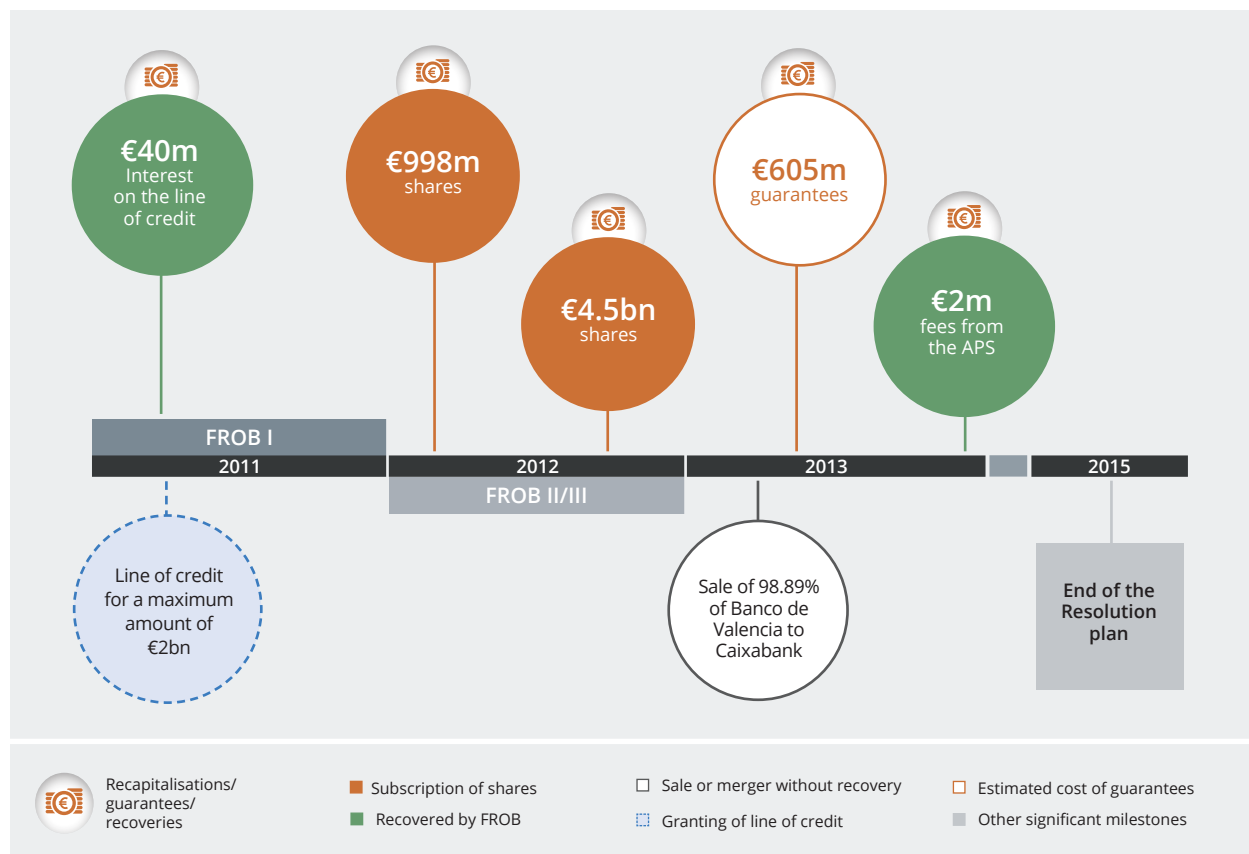 €40m
Interest
on the line
of credit
€998m
shares
€4.5bn
shares
€605m
guarantees
€2m
fees from
the APS
FROB I
2011
2012
2013
2015
FROB II/III
Line of credit
for a maximum
amount of
€2bn
Sale of 98.89%
of Banco de
Valencia to
Caixabank
End of the
Resolution
plan
Recapitalisations/
guarantees/
recoveries
Subscription of shares
Recovered by FROB
Sale or merger without recovery
Granting of line of credit
Estimated cost of guarantees
Other significant milestones